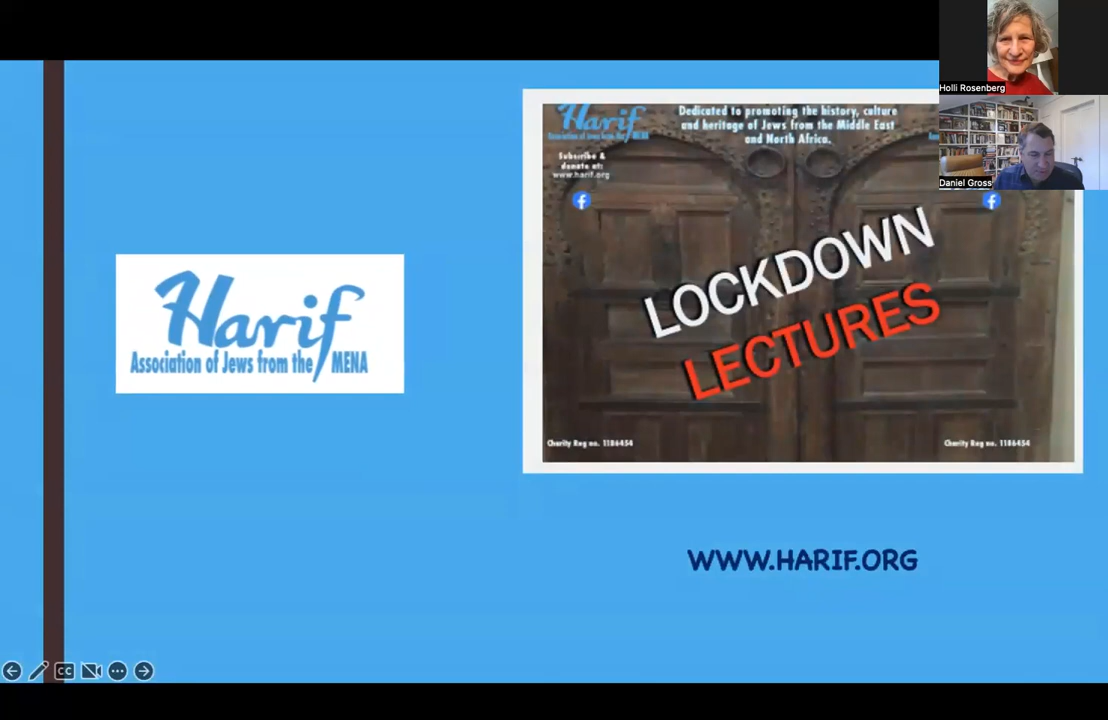 Holli Rosenberg
Daniel Gross
Harif
Association of Jews from the MENA
Harif
Association of Jews from the MENA
Subscribe &
donate at:
www.harif.org
Dedicated to promoting the history, culture
and heritage of Jews from the Middle East
and North Africa.
LOCKDOWN
LECTURES
Charity Reg no. 1186454
Charity Reg no. 1186454
WWW.HARIF.ORG
CC